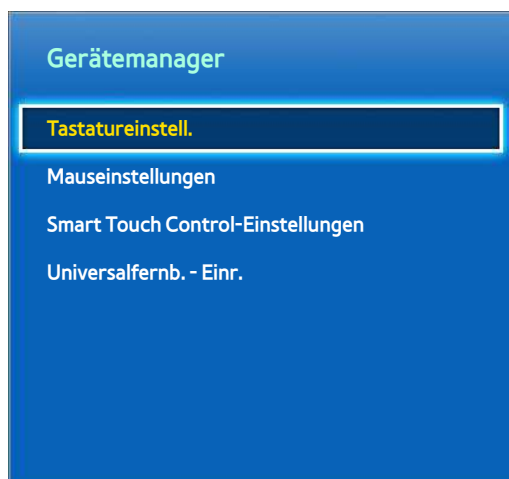 Gerätemanager
Tastatureinstell.
Mauseinstellungen
Smart Touch Control-Einstellungen
Universalfernb. - Einr.